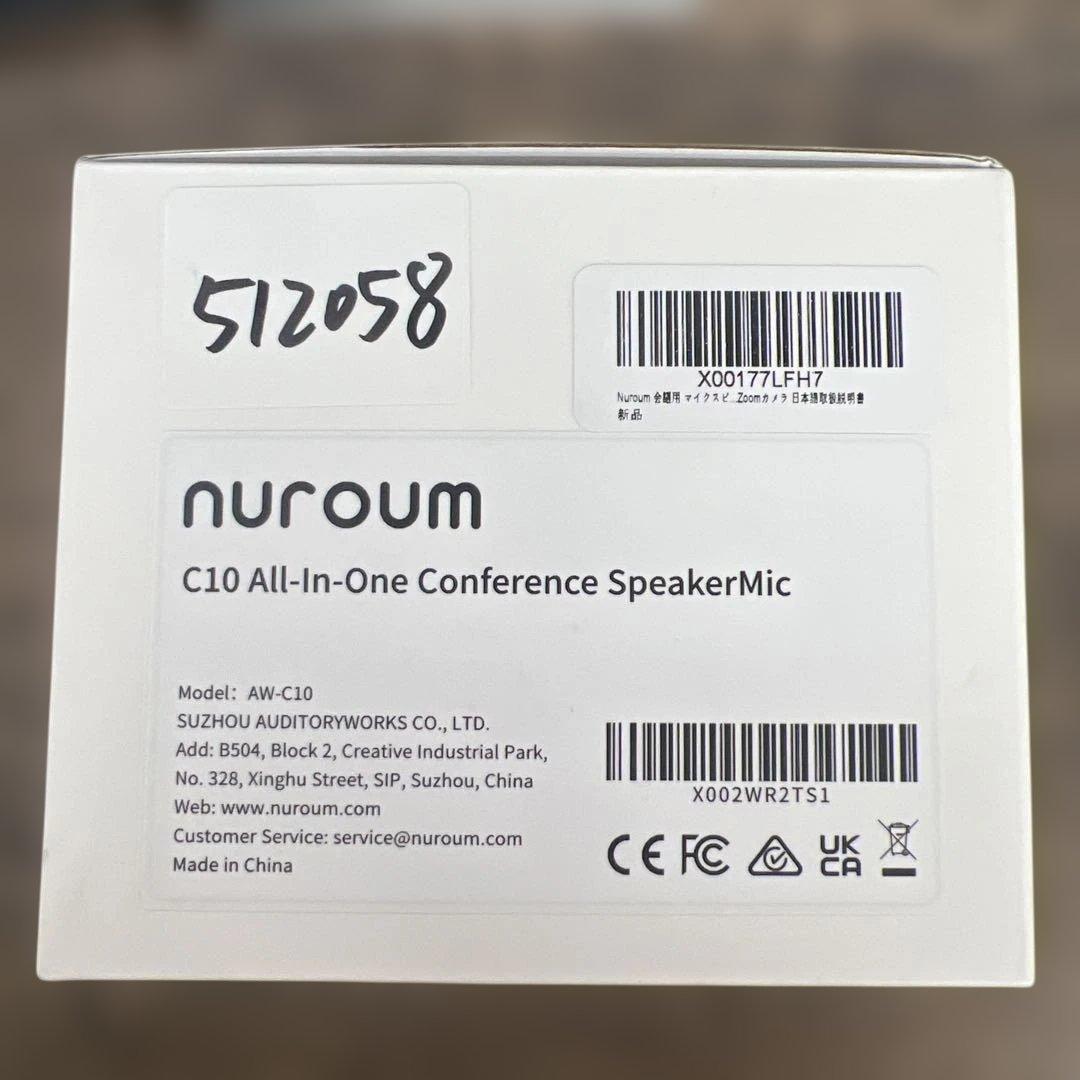 512058
X00177LFH7
Nuroum 会議用 マイクスピ...Zoomカメラ 日本語取扱説明書
新品
nuroum
C10 All-In-One Conference SpeakerMic
Model: AW-C10
SUZHOU AUDITORYWORKS CO., LTD.
Add: B504, Block 2, Creative Industrial Park,
No. 328, Xinghu Street, SIP, Suzhou, China
Web: www.nuroum.com
Customer Service: service@nuroum.com
Made in China
X002WR2TS1
CE FC UK
CA